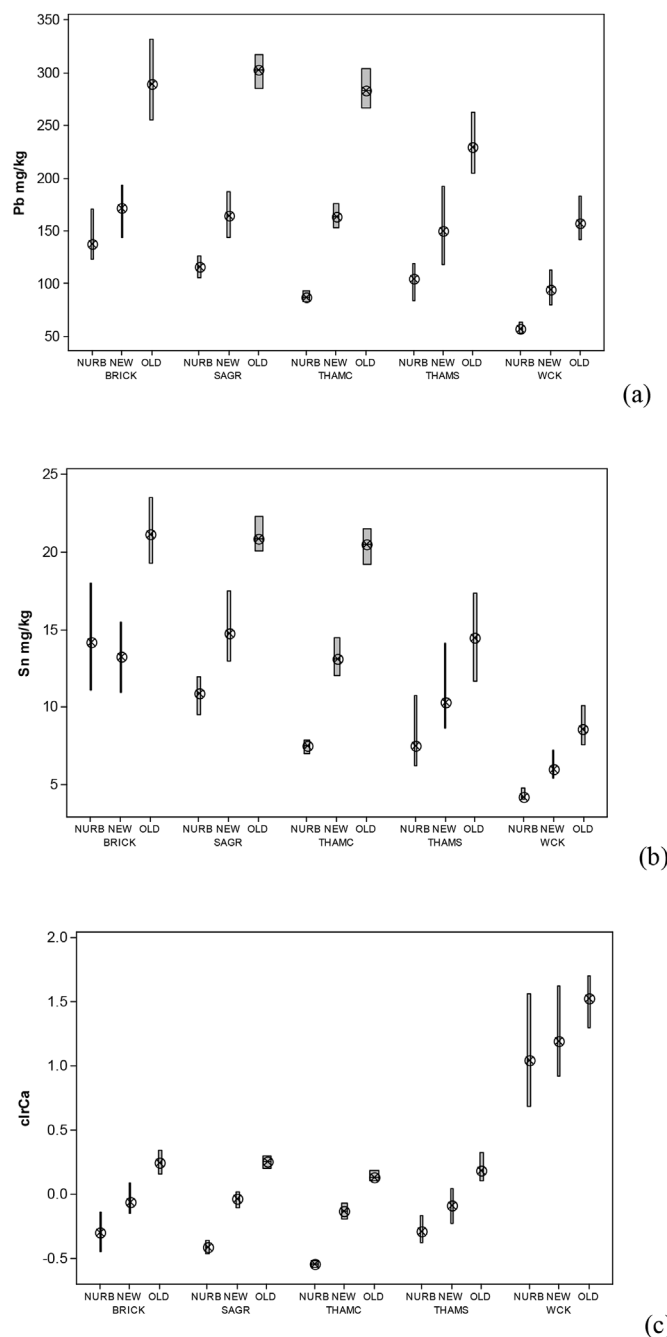 350
300
250
200
150
100
50
Pb mg/kg
NURB NEW OLD NURB NEW OLD NURB NEW OLD NURB NEW OLD NURB NEW OLD
BRICK SAGR THAMC THAMS WCK
(a)
25
20
15
10
5
Sn mg/kg
NURB NEW OLD NURB NEW OLD NURB NEW OLD NURB NEW OLD NURB NEW OLD
BRICK SAGR THAMC THAMS WCK
(b)
2.0
1.5
1.0
0.5
0.0
-0.5
clrCa
NURB NEW OLD NURB NEW OLD NURB NEW OLD NURB NEW OLD NURB NEW OLD
BRICK SAGR THAMC THAMS WCK
(c)